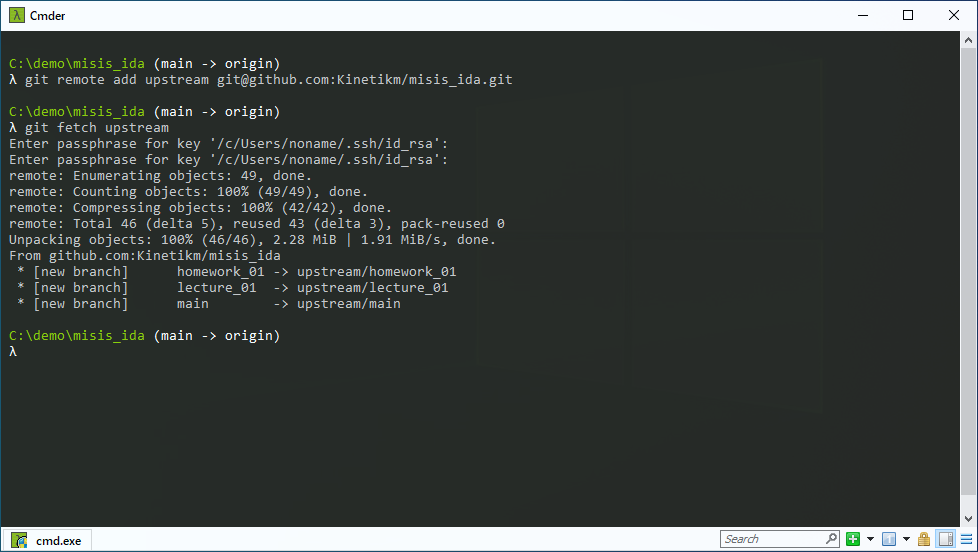 Cmder
C:\demo\misis_ida (main -> origin)
λ git remote add upstream git@github.com:Kinetikm/misis_ida.git
C:\demo\misis_ida (main -> origin)
λ git fetch upstream
Enter passphrase for key '/c/Users/noname/.ssh/id_rsa':
Enter passphrase for key '/c/Users/noname/.ssh/id_rsa':
remote: Enumerating objects: 49, done.
remote: Counting objects: 100% (49/49), done.
remote: Compressing objects: 100% (42/42), done.
remote: Total 46 (delta 5), reused 43 (delta 3), pack-reused 0
Unpacking objects: 100% (46/46), 2.28 MiB | 1.91 MiB/s, done.
From github.com:Kinetikm/misis_ida
 * [new branch]      homework_01 -> upstream/homework_01
 * [new branch]      lecture_01  -> upstream/lecture_01
 * [new branch]      main        -> upstream/main
C:\demo\misis_ida (main -> origin)
λ
cmd.exe
Search